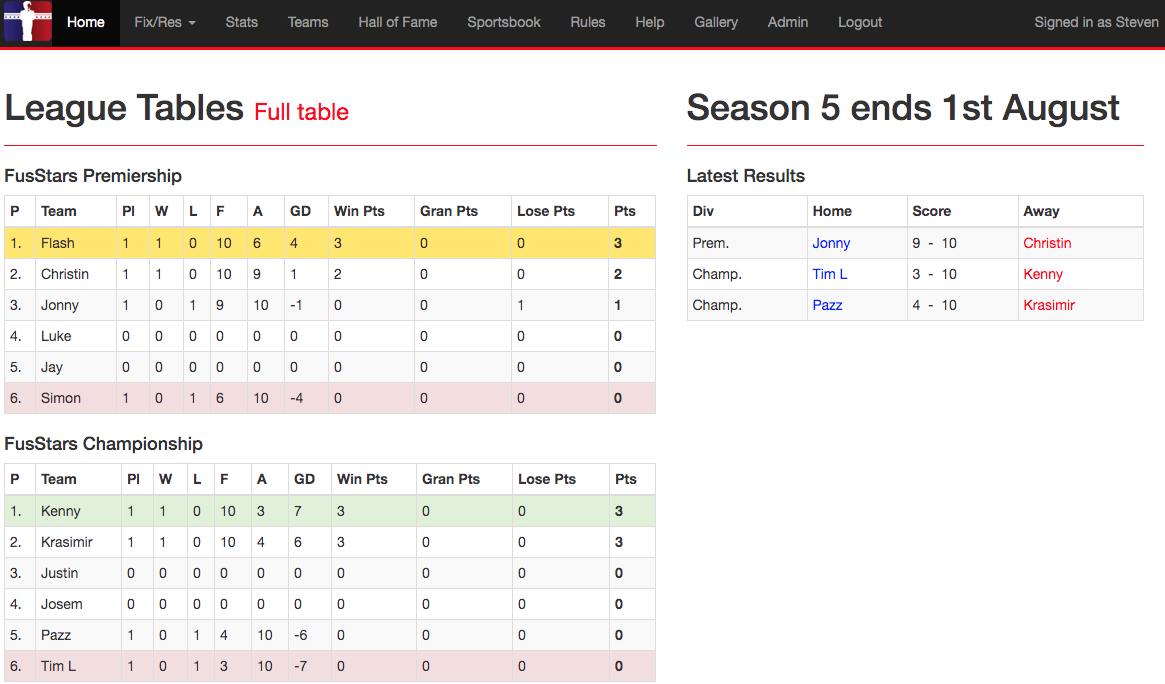 Home Fix/Res Stats Teams Hall of Fame Sportsbook Rules Help Gallery Admin Logout Signed in as Steven
League Tables Full table
FusStars Premiership
P Team Pl W L F A GD Win Pts Gran Pts Lose Pts Pts
1. Flash 1 1 0 10 6 4 3 0 0 3
2. Christin 1 1 0 10 9 1 2 0 0 2
3. Jonny 1 0 1 9 10 -1 0 0 1 1
4. Luke 0 0 0 0 0 0 0 0 0 0
5. Jay 0 0 0 0 0 0 0 0 0 0
6. Simon 1 0 1 6 10 -4 0 0 0 0
FusStars Championship
P Team Pl W L F A GD Win Pts Gran Pts Lose Pts Pts
1. Kenny 1 1 0 10 3 7 3 0 0 3
2. Krasimir 1 1 0 10 4 6 3 0 0 3
3. Justin 0 0 0 0 0 0 0 0 0 0
4. Josem 0 0 0 0 0 0 0 0 0 0
5. Pazz 1 0 1 4 10 -6 0 0 0 0
6. Tim L 1 0 1 3 10 -7 0 0 0 0
Season 5 ends 1st August
Latest Results
Div Home Score Away
Prem. Jonny 9 - 10 Christin
Champ. Tim L 3 - 10 Kenny
Champ. Pazz 4 - 10 Krasimir